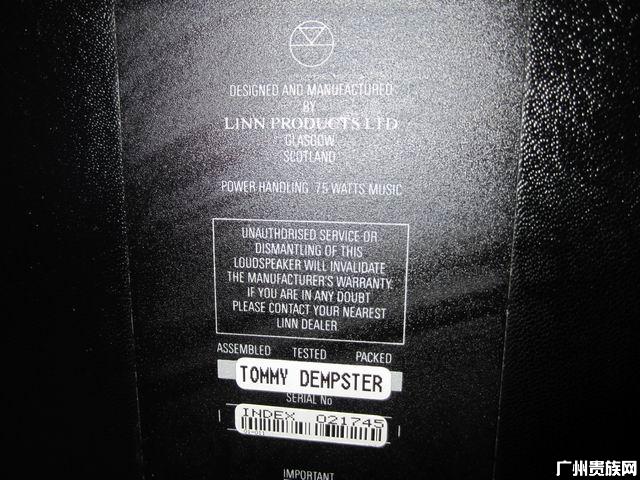 DESIGNED AND MANUFACTURED
BY
LINN PRODUCTS LTD
GLASGOW
SCOTLAND
POWER HANDLING 75 WATTS MUSIC
UNAUTHORISED SERVICE OR
DISMANTLING OF THIS
LOUDSPEAKER WILL INVALIDATE
THE MANUFACTURER'S WARRANTY.
IF YOU ARE IN ANY DOUBT
PLEASE CONTACT YOUR NEAREST
LINN DEALER
ASSEMBLED TESTED PACKED
TOMMY DEMPSTER
SERIAL No
INDEX 021745
IMPORTANT
广州贵族网